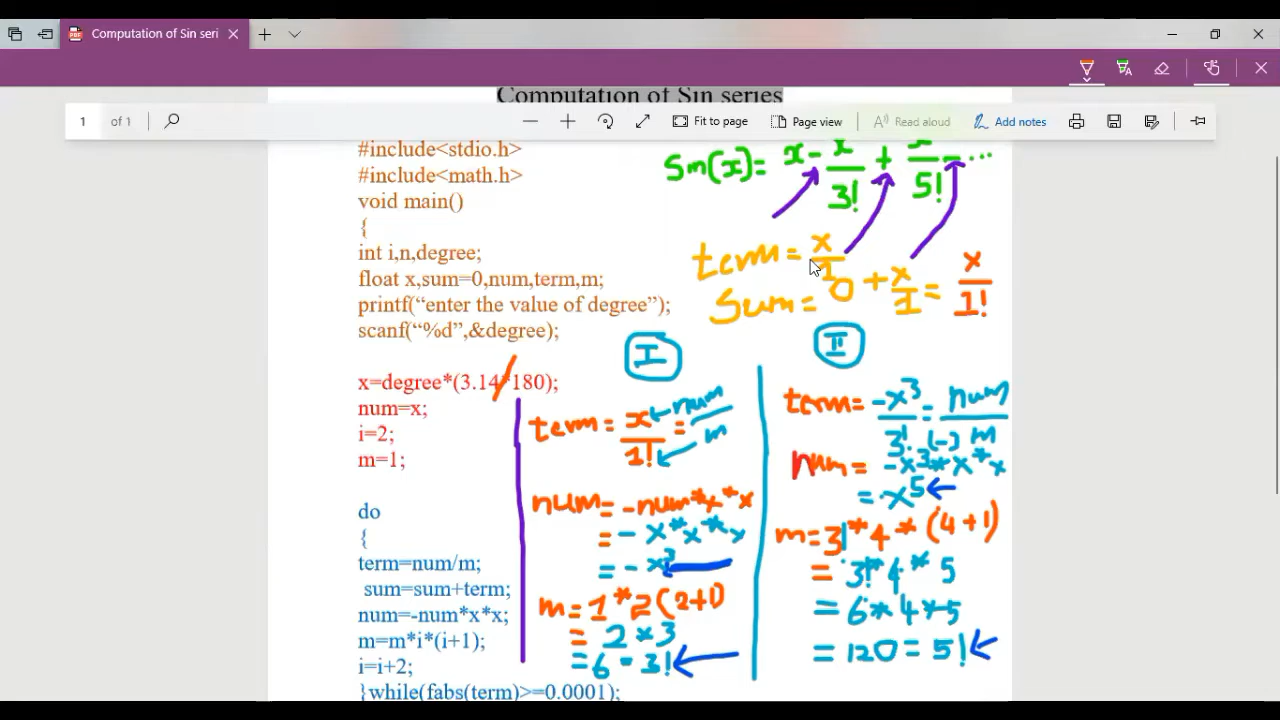 Computation of Sin seri
1 of 1
Fit to page
Page view
Read aloud
Add notes
Computation of Sin series
#include<stdio.h>
#include<math.h>
void main()
{
int i,n,degree;
float x,sum=0,num,term,m;
printf(“enter the value of degree”);
scanf(“%d”,&degree);
x=degree*(3.14*180);
num=x;
i=2;
m=1;
do
{
term=num/m;
sum=sum+term;
num=-num*x*x;
m=m*i*(i+1);
i=i+2;
}while(fabs(term)>=0.0001);
Sin(x)= x - x/3! + x/5! - ...
term= x/1
Sum= 0 + x/1 = x/1!
I
term= x/1! = num/m
num= -num*x*x
= - x*x*x
= - x³
m= 1*2(2+1)
= 2*3
= 6 = 3!
II
term= -x³/3! = num/m
num= (-) -x³*x*x
= x⁵
m= 3!*4*(4+1)
= 3!*4*5
= 6*4*5
= 120 = 5!